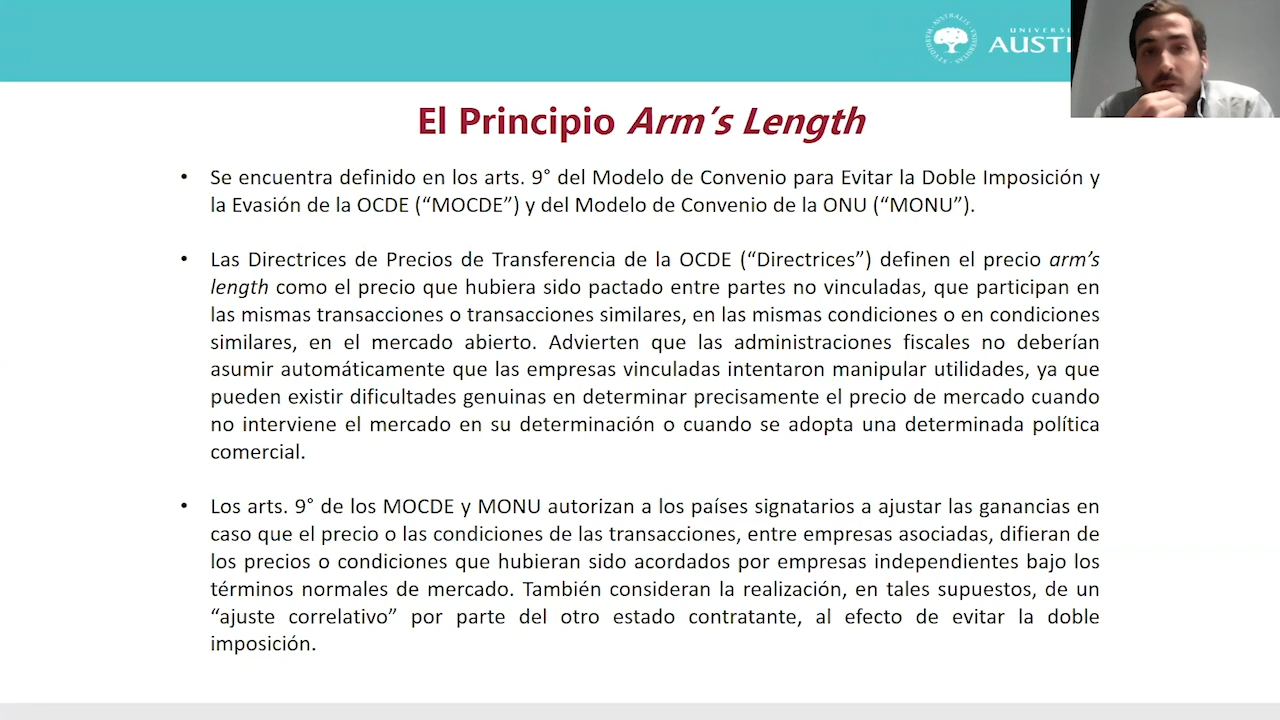 El Principio Arm´s Length
• Se encuentra definido en los arts. 9° del Modelo de Convenio para Evitar la Doble Imposición y
la Evasión de la OCDE (“MOCDE”) y del Modelo de Convenio de la ONU (“MONU”).
• Las Directrices de Precios de Transferencia de la OCDE (“Directrices”) definen el precio arm’s
length como el precio que hubiera sido pactado entre partes no vinculadas, que participan en
las mismas transacciones o transacciones similares, en las mismas condiciones o en condiciones
similares, en el mercado abierto. Advierten que las administraciones fiscales no deberían
asumir automáticamente que las empresas vinculadas intentaron manipular utilidades, ya que
pueden existir dificultades genuinas en determinar precisamente el precio de mercado cuando
no interviene el mercado en su determinación o cuando se adopta una determinada política
comercial.
• Los arts. 9° de los MOCDE y MONU autorizan a los países signatarios a ajustar las ganancias en
caso que el precio o las condiciones de las transacciones, entre empresas asociadas, difieran de
los precios o condiciones que hubieran sido acordados por empresas independientes bajo los
términos normales de mercado. También consideran la realización, en tales supuestos, de un
“ajuste correlativo” por parte del otro estado contratante, al efecto de evitar la doble
imposición.